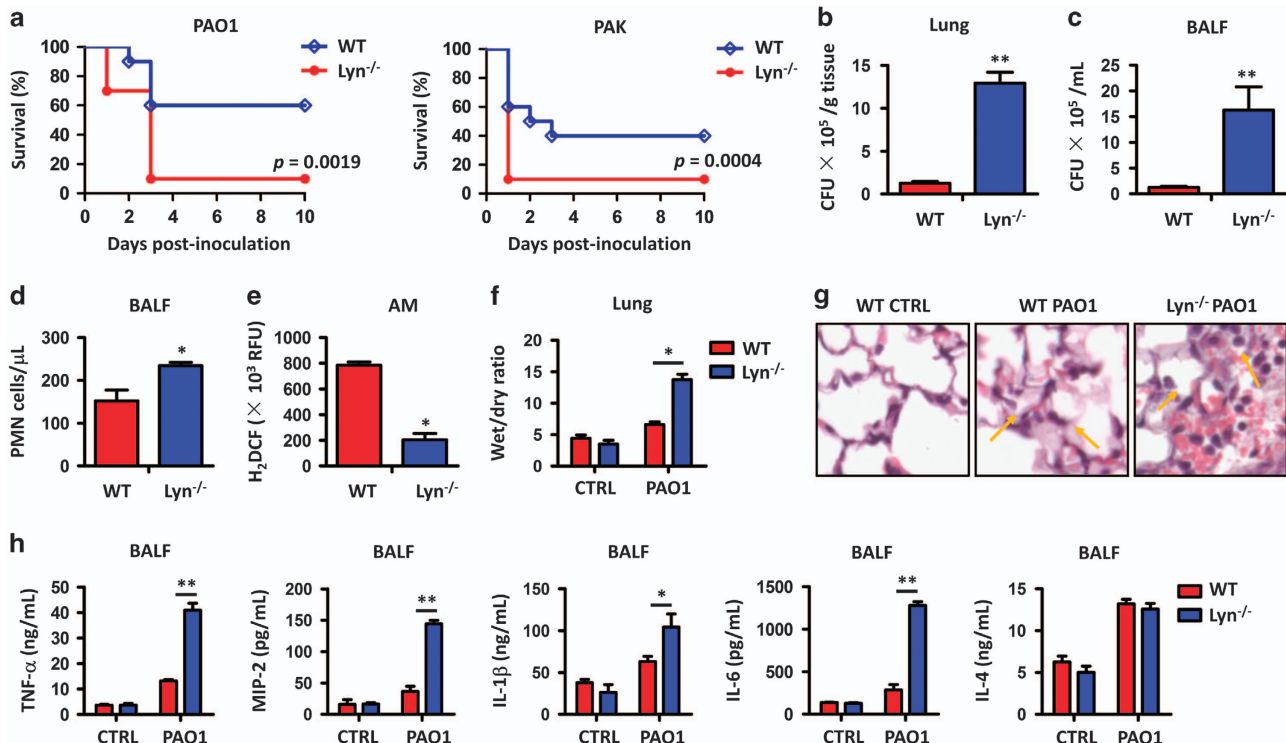 a
PAO1
WT
Lyn-/-
Survival (%)
100
80
60
40
20
0
p = 0.0019
0 2 4 6 8 10
Days post-inoculation
PAK
WT
Lyn-/-
Survival (%)
100
80
60
40
20
0
p = 0.0004
0 2 4 6 8 10
Days post-inoculation
b
Lung
CFU × 10⁵ /g tissue
15
10
5
0
**
WT Lyn-/-
c
BALF
CFU × 10⁵ /mL
25
20
15
10
5
0
**
WT Lyn-/-
d
BALF
PMN cells/μL
300
200
100
0
*
WT Lyn-/-
e
AM
H₂DCF (× 10³ RFU)
1000
800
600
400
200
0
*
WT Lyn-/-
f
Lung
WT
Lyn-/-
Wet/dry ratio
20
15
10
5
0
*
CTRL PAO1
g
WT CTRL
WT PAO1
Lyn-/- PAO1
h
BALF
TNF-α (ng/mL)
50
40
30
20
10
0
**
CTRL PAO1
BALF
MIP-2 (pg/mL)
200
150
100
50
0
**
CTRL PAO1
BALF
IL-1β (ng/mL)
150
100
50
0
*
CTRL PAO1
BALF
IL-6 (pg/mL)
1500
1000
500
0
**
CTRL PAO1
BALF
WT
Lyn-/-
IL-4 (ng/mL)
15
10
5
0
CTRL PAO1